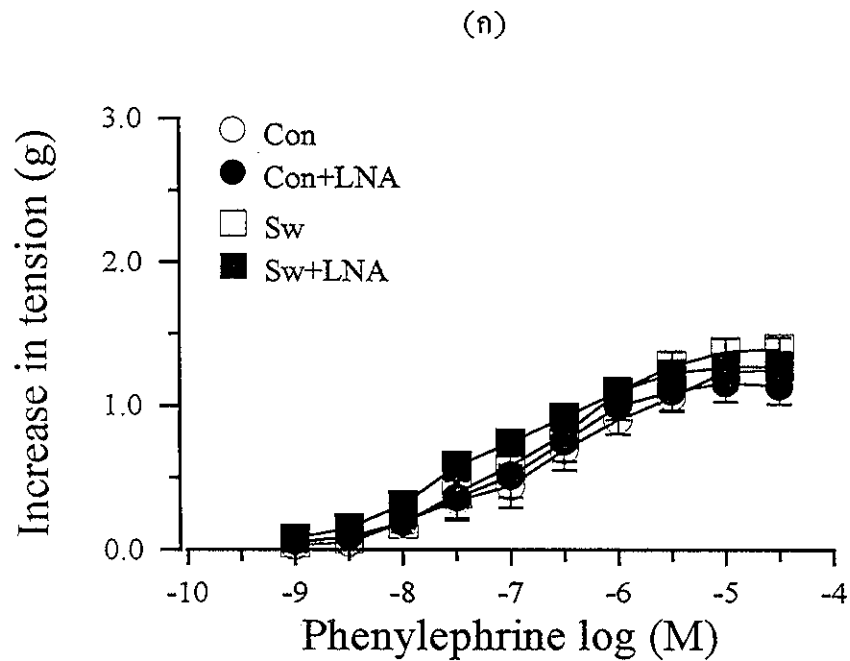 (ก)
3.0
2.0
1.0
0.0
Increase in tension (g)
Con
Con+LNA
Sw
Sw+LNA
-10 -9 -8 -7 -6 -5 -4
Phenylephrine log (M)